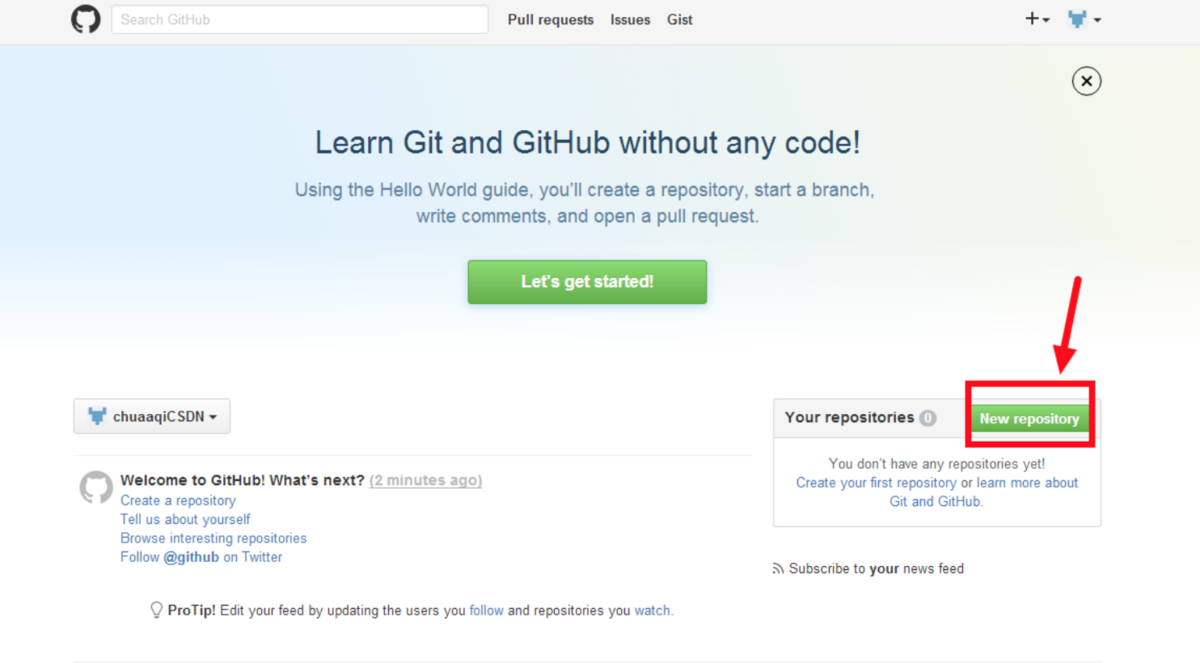 Search GitHub
Pull requests Issues Gist
Learn Git and GitHub without any code!
Using the Hello World guide, you’ll create a repository, start a branch,
write comments, and open a pull request.
Let's get started!
chuaaqiCSDN
Your repositories 0
New repository
You don’t have any repositories yet!
Create your first repository or learn more about
Git and GitHub.
Welcome to GitHub! What’s next? (2 minutes ago)
Create a repository
Tell us about yourself
Browse interesting repositories
Follow @github on Twitter
Subscribe to your news feed
ProTip! Edit your feed by updating the users you follow and repositories you watch.